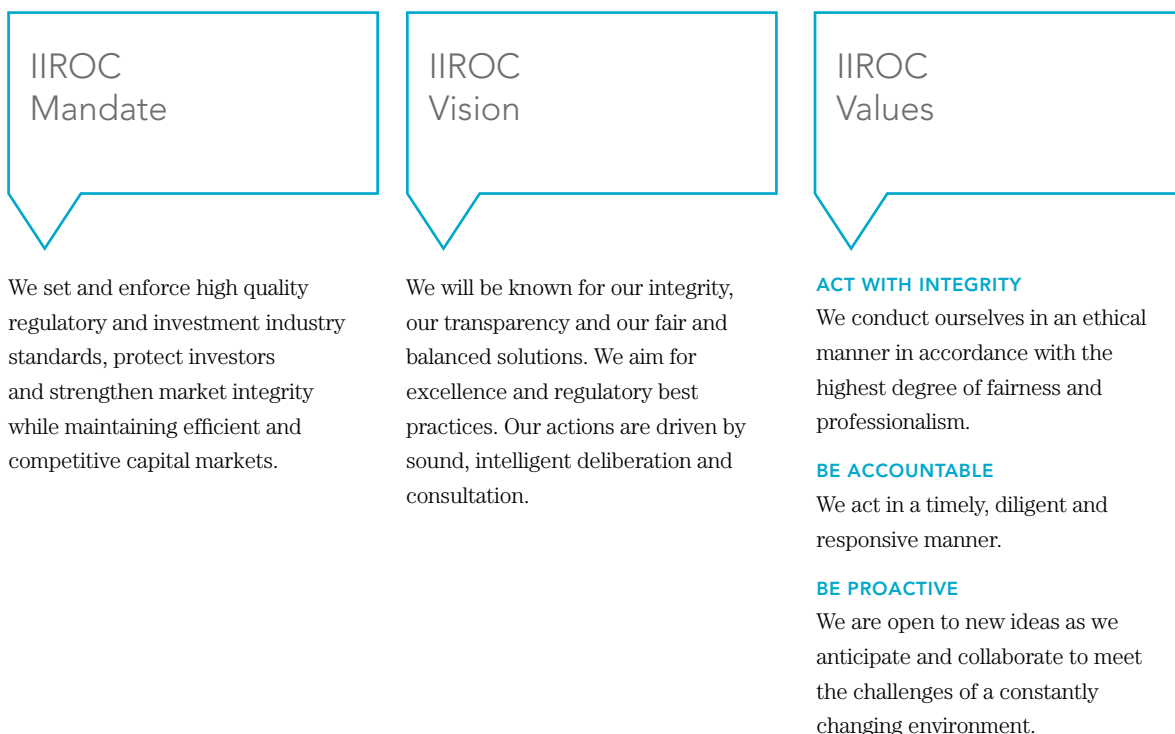 IIROC
Mandate
We set and enforce high quality
regulatory and investment industry
standards, protect investors
and strengthen market integrity
while maintaining efficient and
competitive capital markets.
IIROC
Vision
We will be known for our integrity,
our transparency and our fair and
balanced solutions. We aim for
excellence and regulatory best
practices. Our actions are driven by
sound, intelligent deliberation and
consultation.
IIROC
Values
ACT WITH INTEGRITY
We conduct ourselves in an ethical
manner in accordance with the
highest degree of fairness and
professionalism.
BE ACCOUNTABLE
We act in a timely, diligent and
responsive manner.
BE PROACTIVE
We are open to new ideas as we
anticipate and collaborate to meet
the challenges of a constantly
changing environment.